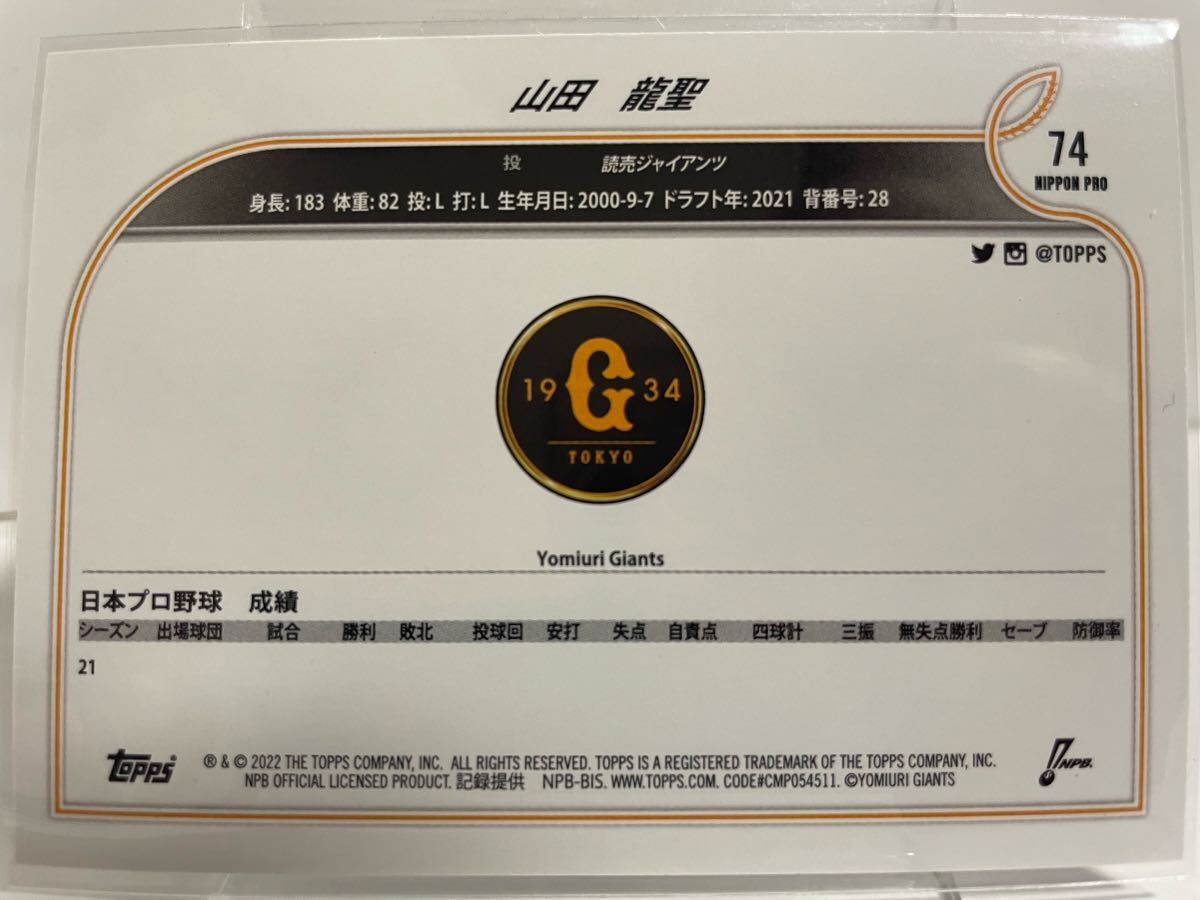 山田 龍聖
74
NIPPON PRO
投 読売ジャイアンツ
身長: 183 体重: 82 投: L 打: L 生年月日: 2000-9-7 ドラフト年: 2021 背番号: 28
@TOPPS
19 G 34
TOKYO
Yomiuri Giants
日本プロ野球 成績
シーズン 出場球団 試合 勝利 敗北 投球回 安打 失点 自責点 四球計 三振 無失点勝利 セーブ 防御率
21
topps
® & © 2022 THE TOPPS COMPANY, INC. ALL RIGHTS RESERVED. TOPPS IS A REGISTERED TRADEMARK OF THE TOPPS COMPANY, INC.
NPB OFFICIAL LICENSED PRODUCT. 記録提供 NPB-BIS. WWW.TOPPS.COM. CODE#CMP054511. ©YOMIURI GIANTS
NPB.